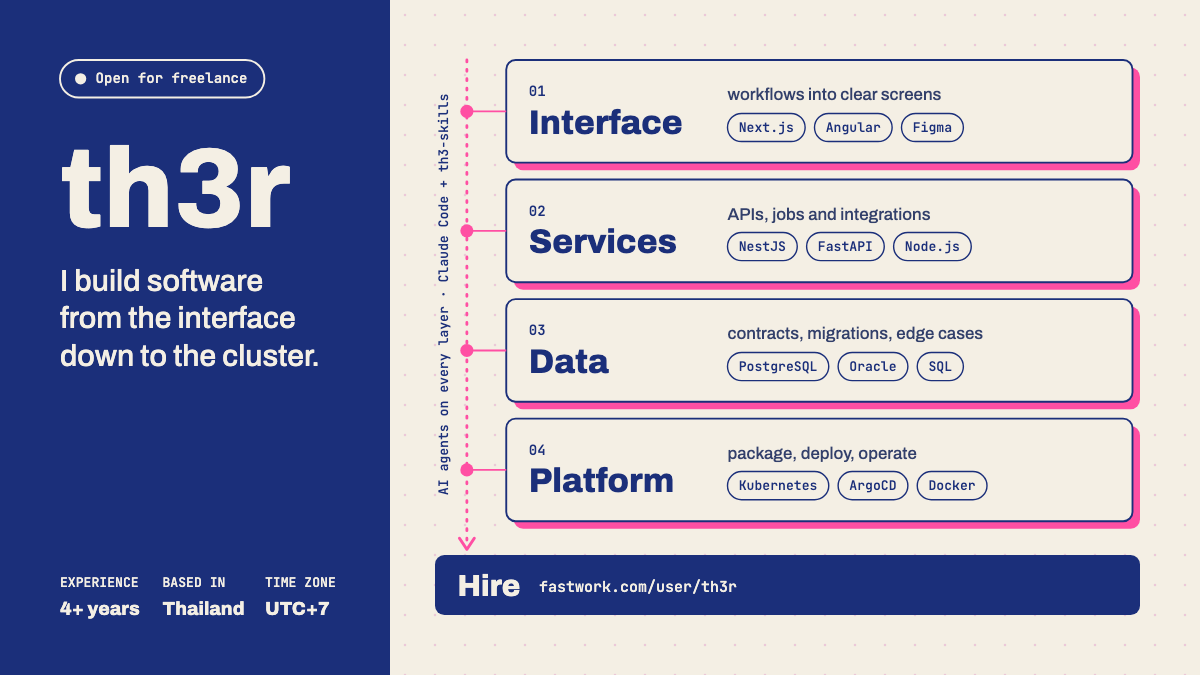 Open for freelance
th3r
I build software
from the interface
down to the cluster.
EXPERIENCE
4+ years
BASED IN
Thailand
TIME ZONE
UTC+7
AI agents on every layer · Claude Code + th3-skills
01
Interface
workflows into clear screens
Next.js Angular Figma
02
Services
APIs, jobs and integrations
NestJS FastAPI Node.js
03
Data
contracts, migrations, edge cases
PostgreSQL Oracle SQL
04
Platform
package, deploy, operate
Kubernetes ArgoCD Docker
Hire fastwork.com/user/th3r